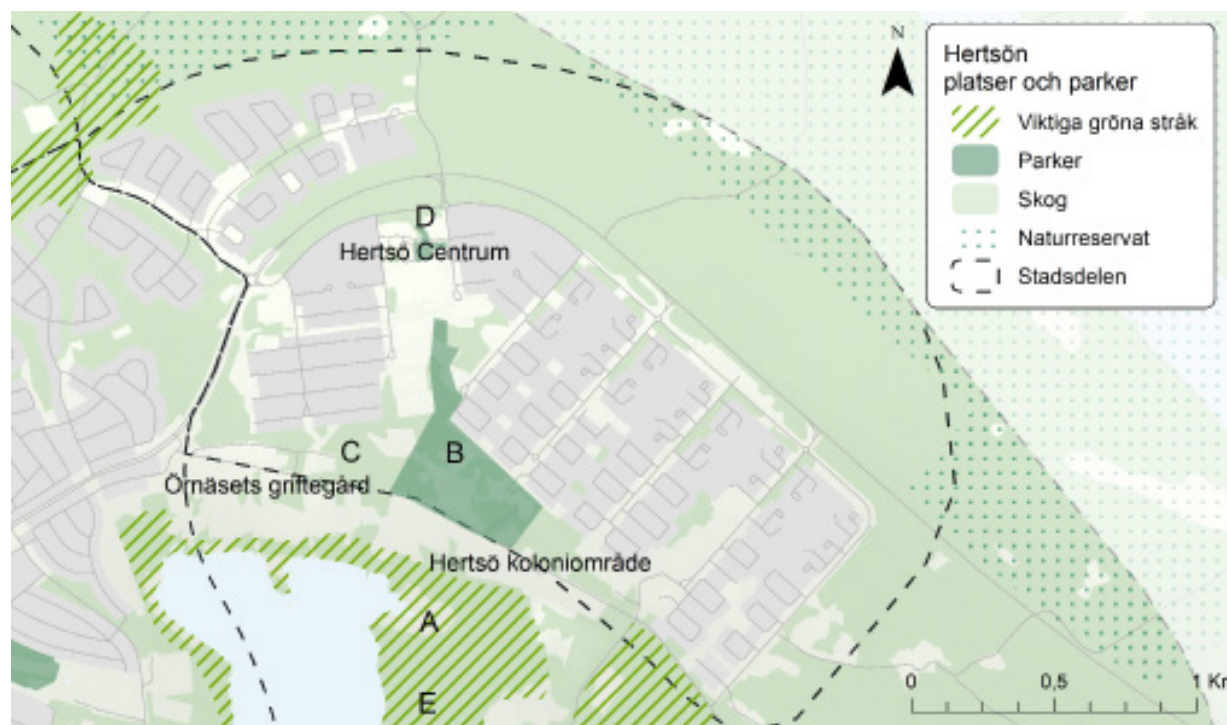 N
Hertsön
platser och parker
Viktiga gröna stråk
Parker
Skog
Naturreservat
Stadsdelen
D
Hertsö Centrum
C
B
Örnäsets griftegård
Hertsö koloniområde
A
E
0 0,5 1 Km